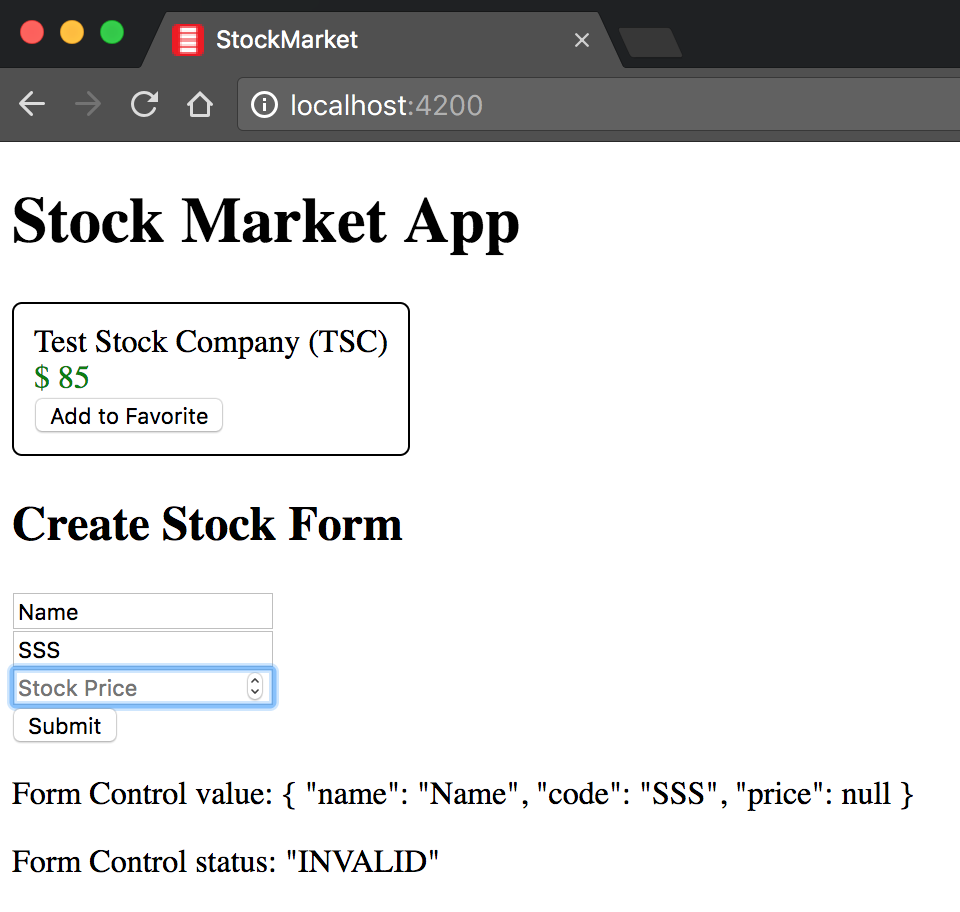 StockMarket
localhost:4200
Stock Market App
Test Stock Company (TSC)
$ 85
Add to Favorite
Create Stock Form
Name
SSS
Stock Price
Submit
Form Control value: { "name": "Name", "code": "SSS", "price": null }
Form Control status: "INVALID"